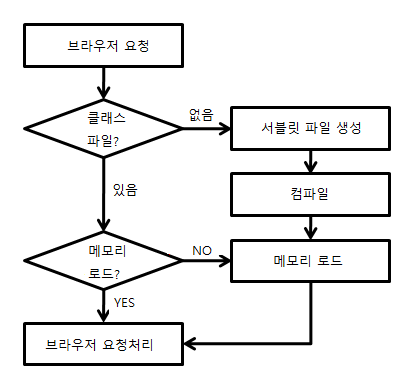 브라우저 요청
클래스
파일?
없음
서블릿 파일 생성
있음
컴파일
메모리
로드?
NO
메모리 로드
YES
브라우저 요청처리